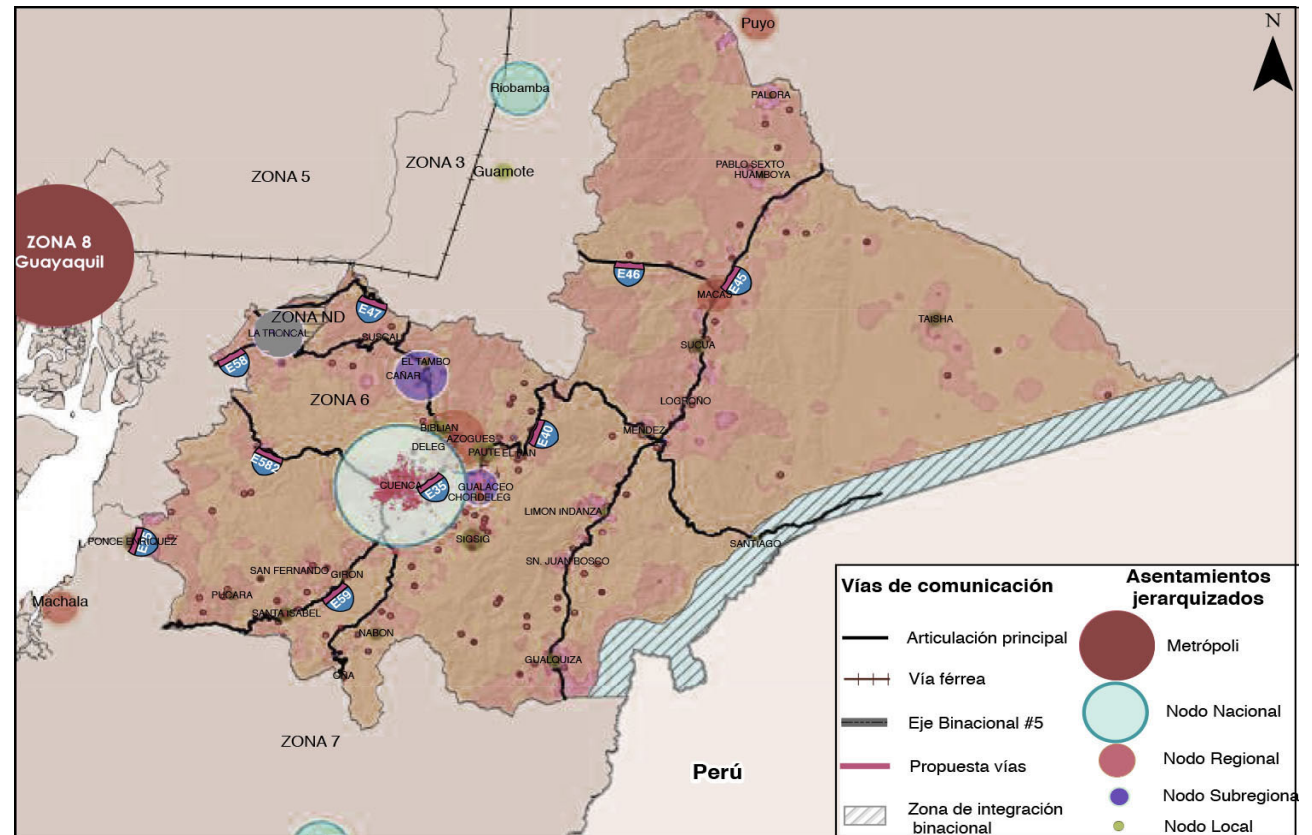 Puyo
N
Riobamba
PALORA
ZONA 3
ZONA 5
Guamote
PABLO SEXTO
HUAMBOYA
ZONA 8
Guayaquil
E46
E45
MACAS
E47
ZONA ND
LA TRONCAL
SUSCAL
TAISHA
SUCUA
E58
EL TAMBO
CAÑAR
ZONA 6
LOGROÑO
BIBLIAN
AZOGUES
MENDEZ
E40
DELEG
PAUTE
EL PAN
E582
CUENCA
E35
GUALACEO
CHORDELEG
LIMON INDANZA
PONCE ENRIQUEZ
SIGSIG
SANTIAGO
SN. JUAN BOSCO
SAN FERNANDO
GIRON
PUCARA
E59
Machala
SANTA ISABEL
NABON
GUALQUIZA
OÑA
ZONA 7
Perú
Vías de comunicación
Articulación principal
Vía férrea
Eje Binacional #5
Propuesta vías
Zona de integración
binacional
Asentamientos
jerarquizados
Metrópoli
Nodo Nacional
Nodo Regional
Nodo Subregiona
Nodo Local